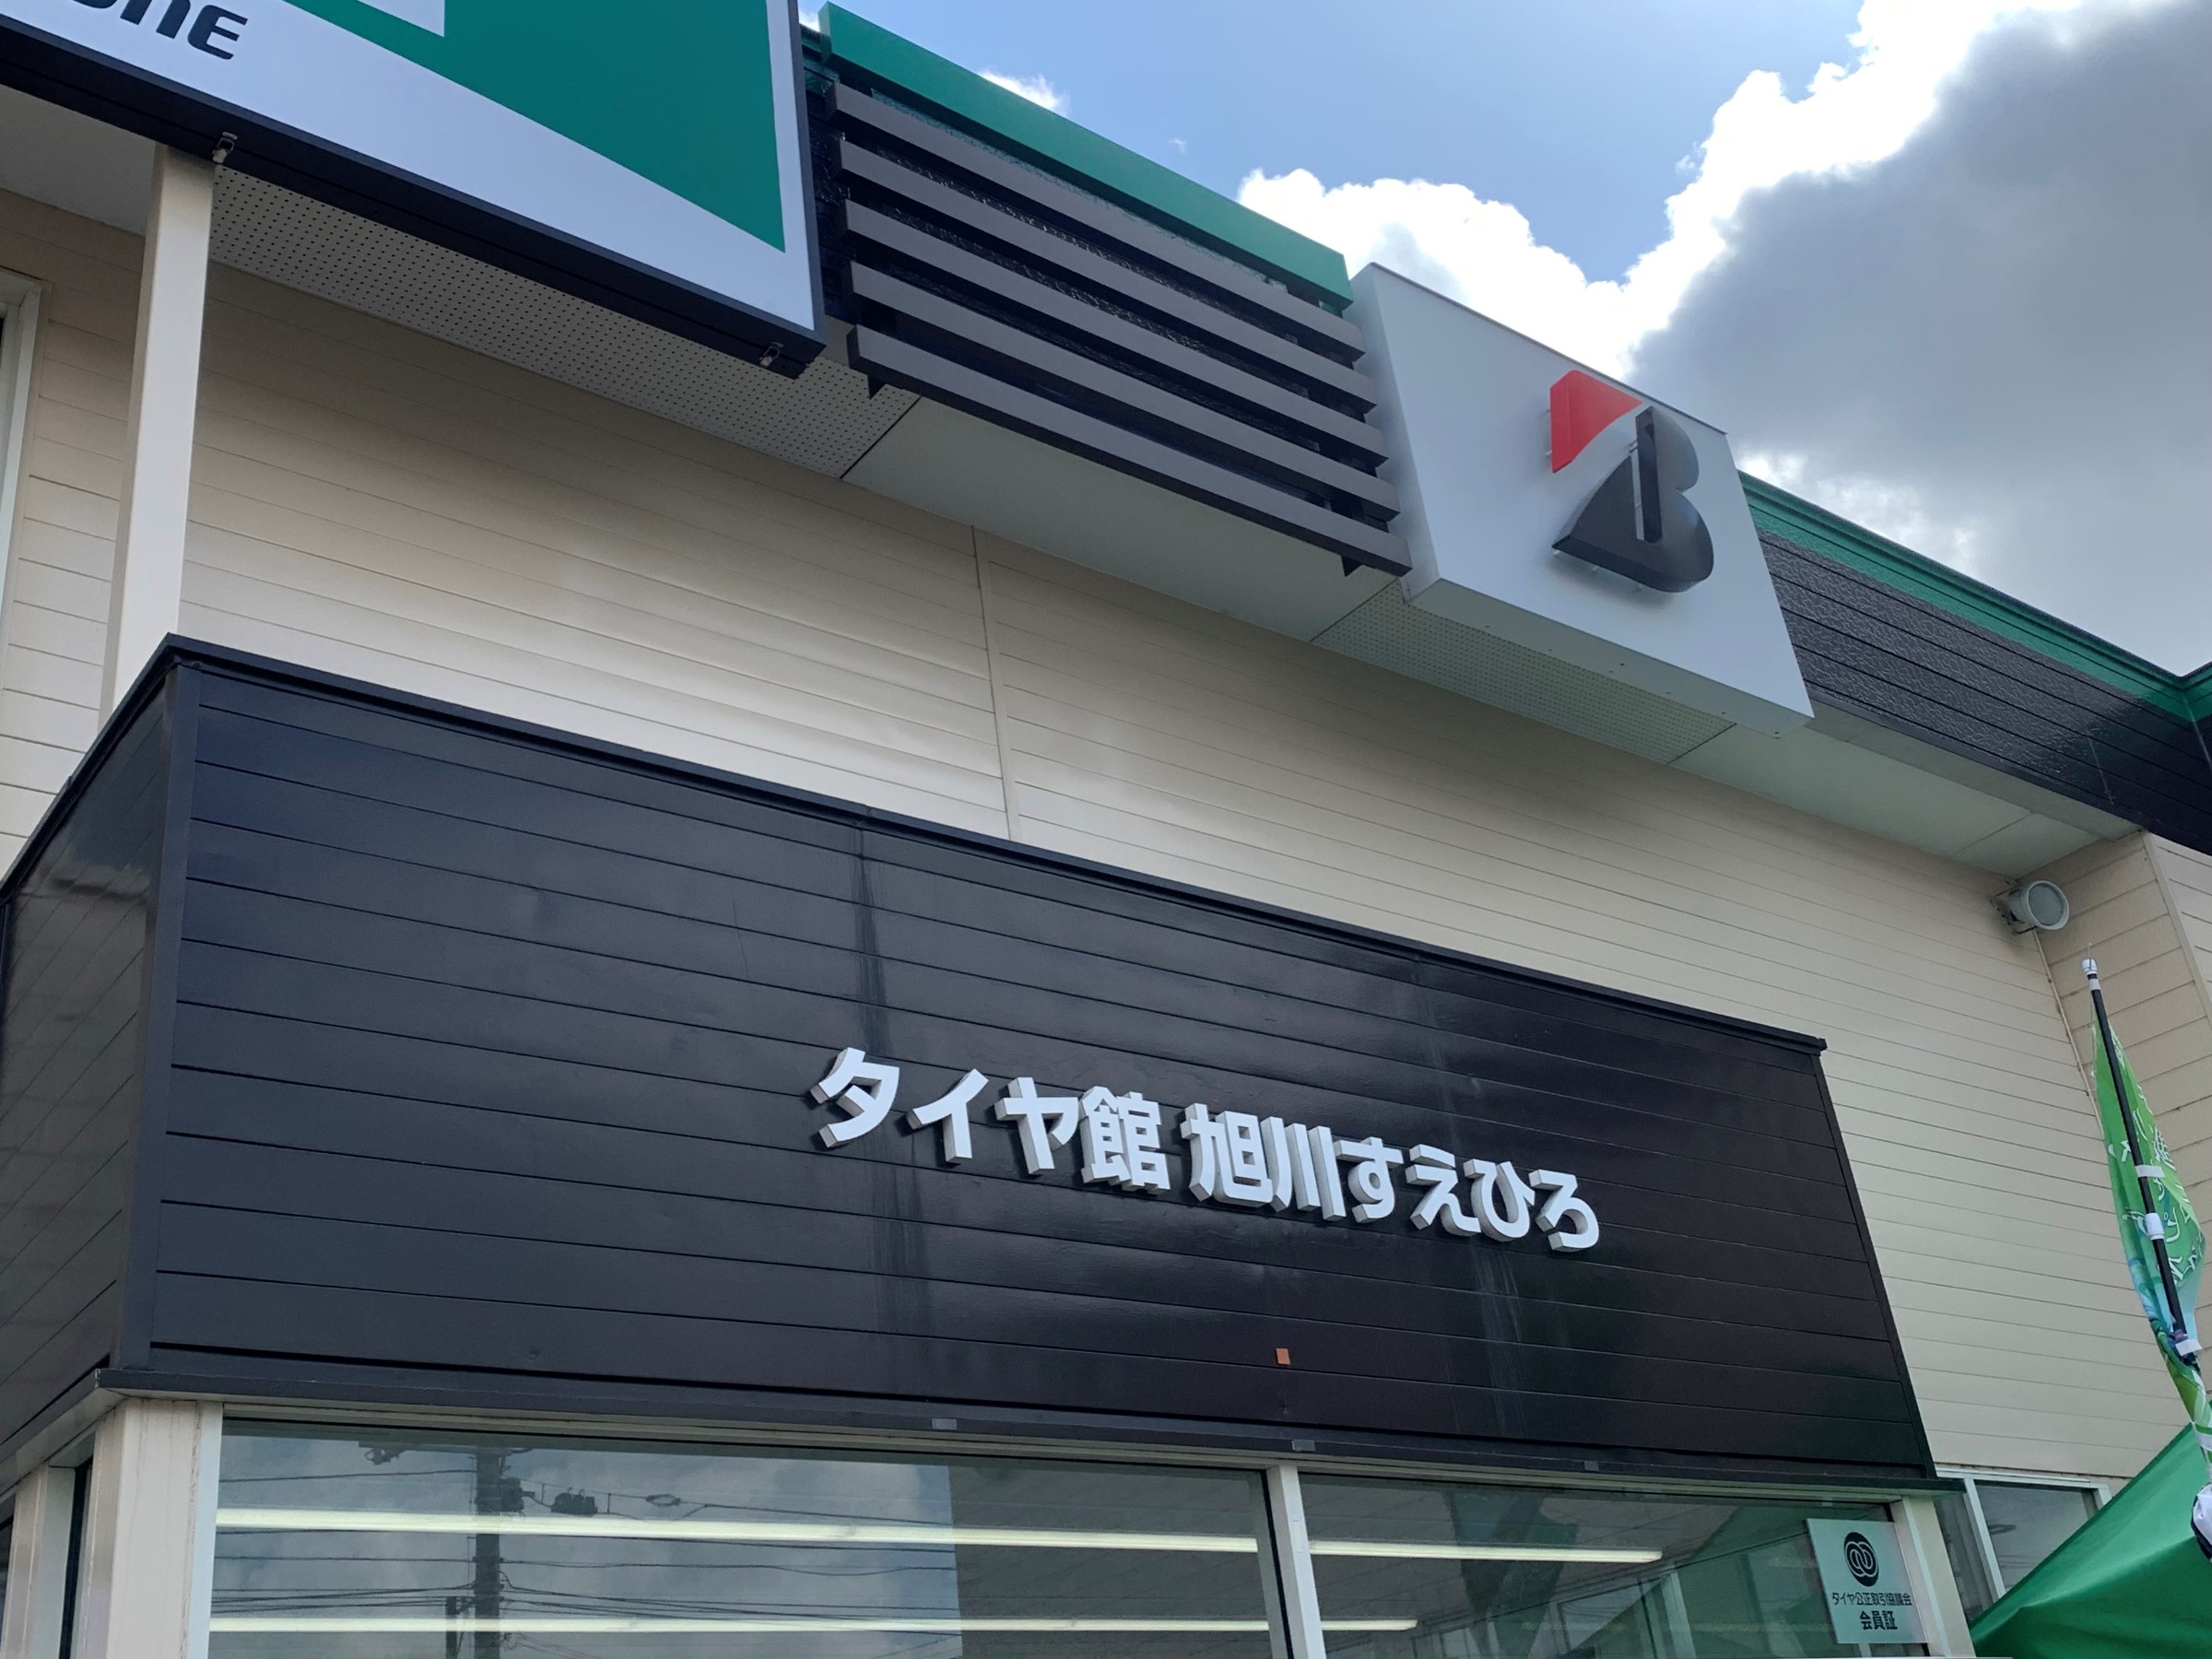 タイヤ館 旭川すえひろ
タイヤ公正取引協議会
会員証